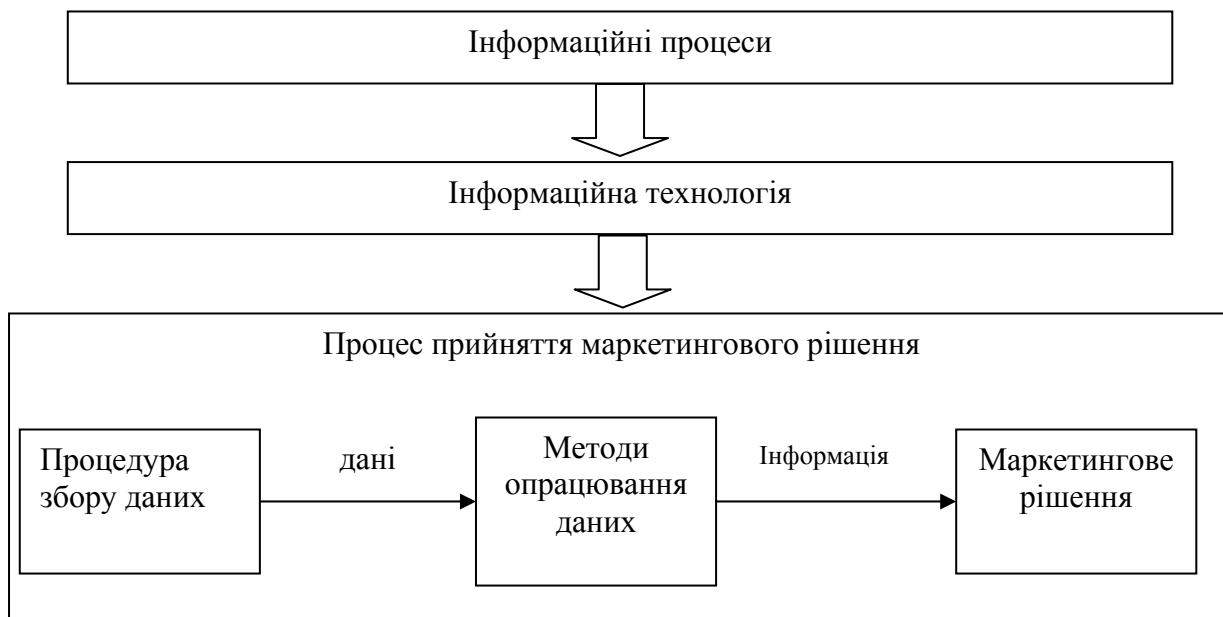 Інформаційні процеси
Інформаційна технологія
Процес прийняття маркетингового рішення
Процедура
збору даних
дані
Методи
опрацювання
даних
Інформація
Маркетингове
рішення